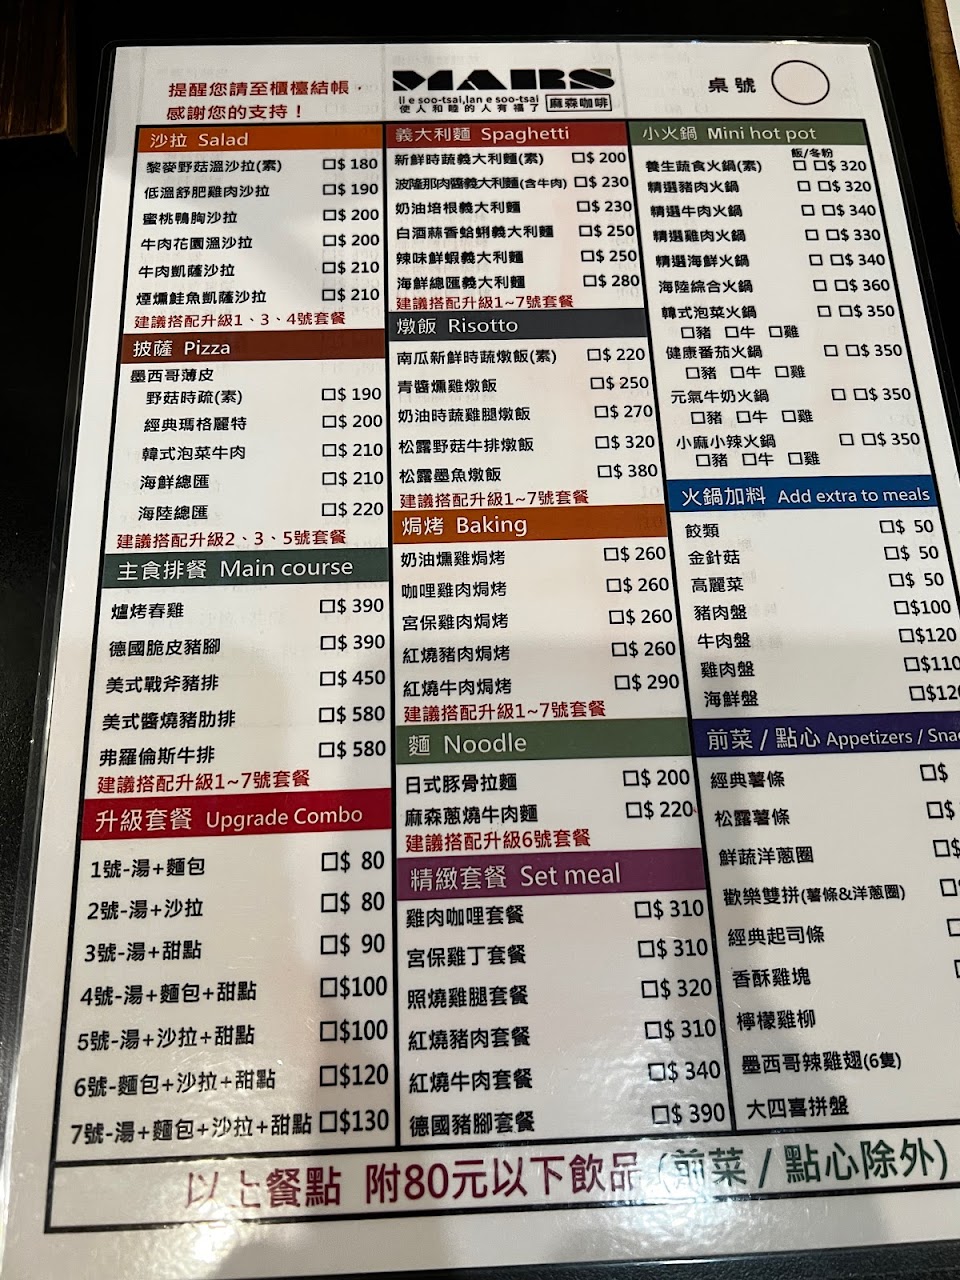 提醒您請至櫃檯結帳，
感謝您的支持！
MARS
li e soo-tsai,lan e soo-tsai
使人和睦的人有福了
麻森咖啡
桌號
沙拉 Salad
黎麥野菇溫沙拉(素) □$ 180
低溫舒肥雞肉沙拉 □$ 190
蜜桃鴨胸沙拉 □$ 200
牛肉花園溫沙拉 □$ 200
牛肉凱薩沙拉 □$ 210
煙燻鮭魚凱薩沙拉 □$ 210
建議搭配升級1、3、4號套餐
披薩 Pizza
墨西哥薄皮
野菇時疏(素) □$ 190
經典瑪格麗特 □$ 200
韓式泡菜牛肉 □$ 210
海鮮總匯 □$ 210
海陸總匯 □$ 220
建議搭配升級2、3、5號套餐
主食排餐 Main course
爐烤春雞 □$ 390
德國脆皮豬腳 □$ 390
美式戰斧豬排 □$ 450
美式醬燒豬肋排 □$ 580
弗羅倫斯牛排 □$ 580
建議搭配升級1~7號套餐
升級套餐 Upgrade Combo
1號-湯+麵包 □$ 80
2號-湯+沙拉 □$ 80
3號-湯+甜點 □$ 90
4號-湯+麵包+甜點 □$100
5號-湯+沙拉+甜點 □$100
6號-麵包+沙拉+甜點 □$120
7號-湯+麵包+沙拉+甜點 □$130
義大利麵 Spaghetti
新鮮時蔬義大利麵(素) □$ 200
波隆那肉醬義大利麵(含牛肉) □$ 230
奶油培根義大利麵 □$ 230
白酒蒜香蛤蜊義大利麵 □$ 250
辣味鮮蝦義大利麵 □$ 250
海鮮總匯義大利麵 □$ 280
建議搭配升級1~7號套餐
燉飯 Risotto
南瓜新鮮時蔬燉飯(素) □$ 220
青醬燻雞燉飯 □$ 250
奶油時蔬雞腿燉飯 □$ 270
松露野菇牛排燉飯 □$ 320
松露墨魚燉飯 □$ 380
建議搭配升級1~7號套餐
焗烤 Baking
奶油燻雞焗烤 □$ 260
咖哩雞肉焗烤 □$ 260
宮保雞肉焗烤 □$ 260
紅燒豬肉焗烤 □$ 260
紅燒牛肉焗烤 □$ 290
建議搭配升級1~7號套餐
麵 Noodle
日式豚骨拉麵 □$ 200
麻森蔥燒牛肉麵 □$ 220
建議搭配升級6號套餐
精緻套餐 Set meal
雞肉咖哩套餐 □$ 310
宮保雞丁套餐 □$ 310
照燒雞腿套餐 □$ 320
紅燒豬肉套餐 □$ 310
紅燒牛肉套餐 □$ 340
德國豬腳套餐 □$ 390
小火鍋 Mini hot pot
飯/冬粉
養生蔬食火鍋(素) □ □$ 320
精選豬肉火鍋 □ □$ 320
精選牛肉火鍋 □ □$ 340
精選雞肉火鍋 □ □$ 330
精選海鮮火鍋 □ □$ 340
海陸綜合火鍋 □ □$ 360
韓式泡菜火鍋 □ □$ 350
□豬 □牛 □雞
健康番茄火鍋 □ □$ 350
□豬 □牛 □雞
元氣牛奶火鍋 □ □$ 350
□豬 □牛 □雞
小麻小辣火鍋 □ □$ 350
□豬 □牛 □雞
火鍋加料 Add extra to meals
餃類 □$ 50
金針菇 □$ 50
高麗菜 □$ 50
豬肉盤 □$100
牛肉盤 □$120
雞肉盤 □$110
海鮮盤 □$12
前菜 / 點心 Appetizers / Snac
經典薯條 □$
松露薯條 □$
鮮蔬洋蔥圈 □$
歡樂雙拼(薯條&洋蔥圈)
經典起司條
香酥雞塊
檸檬雞柳
墨西哥辣雞翅(6隻)
大四喜拼盤
以上餐點 附80元以下飲品 (前菜 / 點心除外)